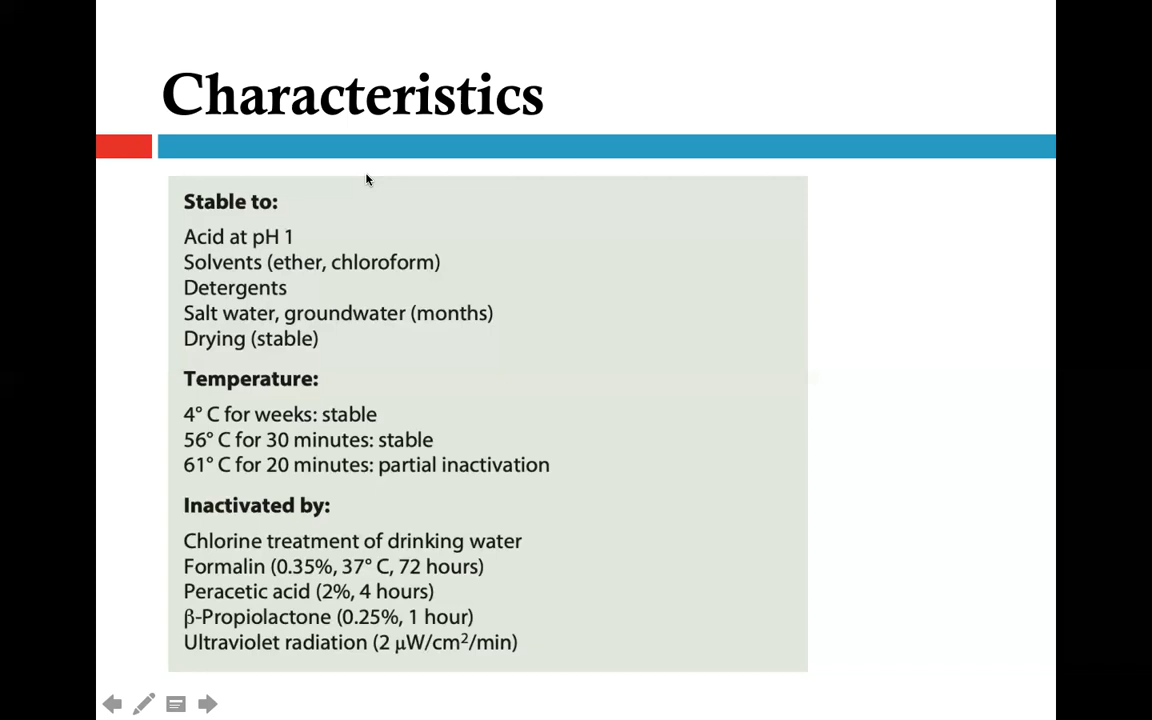 Characteristics
Stable to:
Acid at pH 1
Solvents (ether, chloroform)
Detergents
Salt water, groundwater (months)
Drying (stable)
Temperature:
4° C for weeks: stable
56° C for 30 minutes: stable
61° C for 20 minutes: partial inactivation
Inactivated by:
Chlorine treatment of drinking water
Formalin (0.35%, 37° C, 72 hours)
Peracetic acid (2%, 4 hours)
β-Propiolactone (0.25%, 1 hour)
Ultraviolet radiation (2 μW/cm²/min)